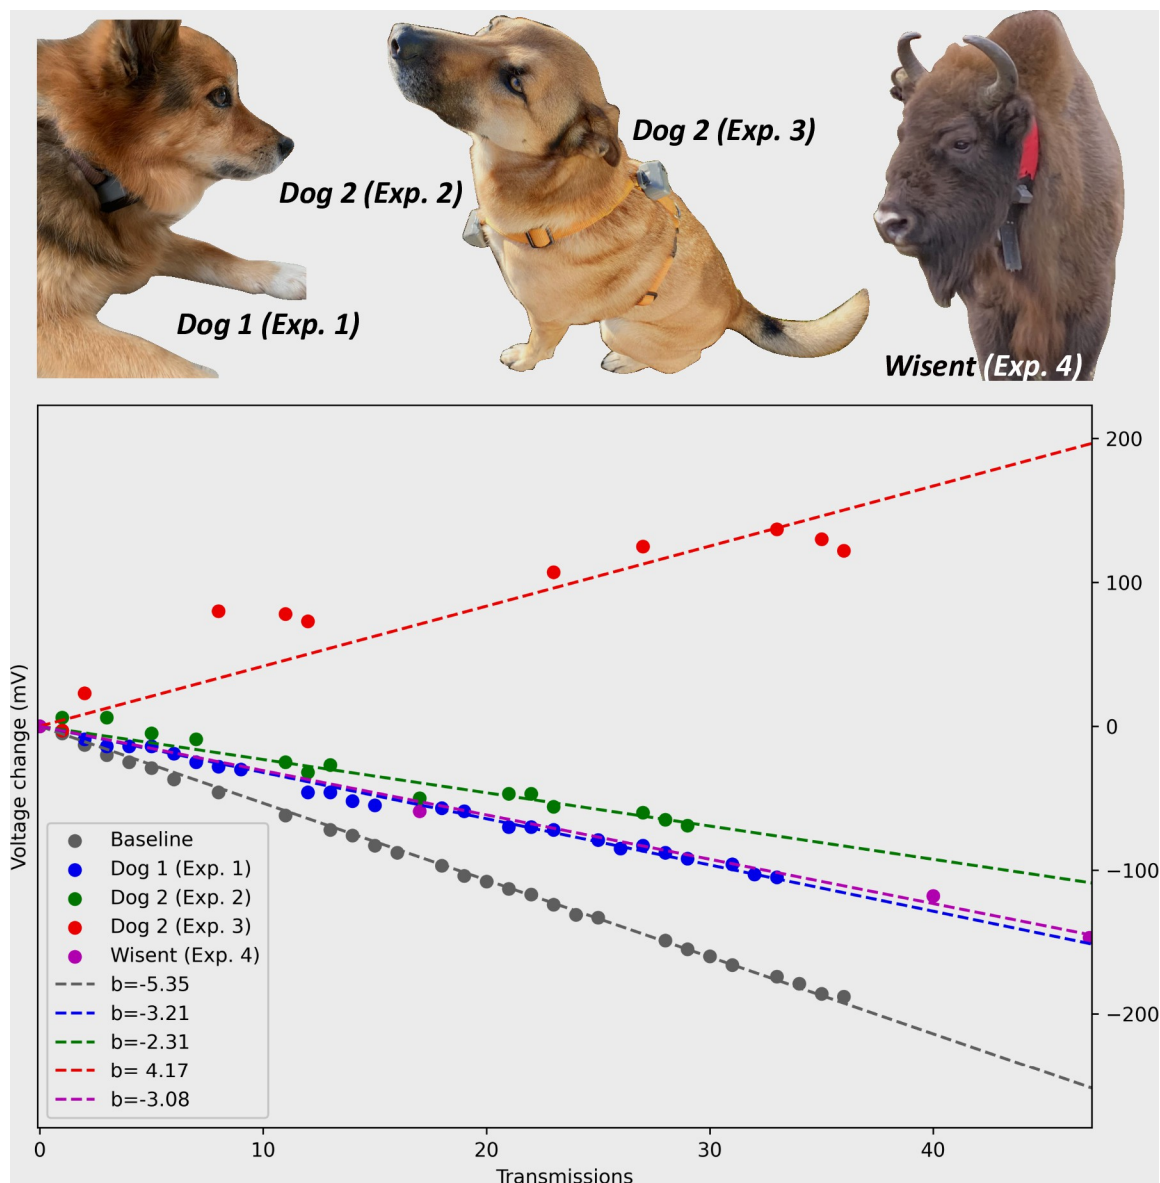 Dog 2 (Exp. 3)
Dog 2 (Exp. 2)
Dog 1 (Exp. 1)
Wisent (Exp. 4)
Voltage change (mV)
200
100
0
−100
−200
Baseline
Dog 1 (Exp. 1)
Dog 2 (Exp. 2)
Dog 2 (Exp. 3)
Wisent (Exp. 4)
b=-5.35
b=-3.21
b=-2.31
b= 4.17
b=-3.08
0 10 20 30 40
Transmissions